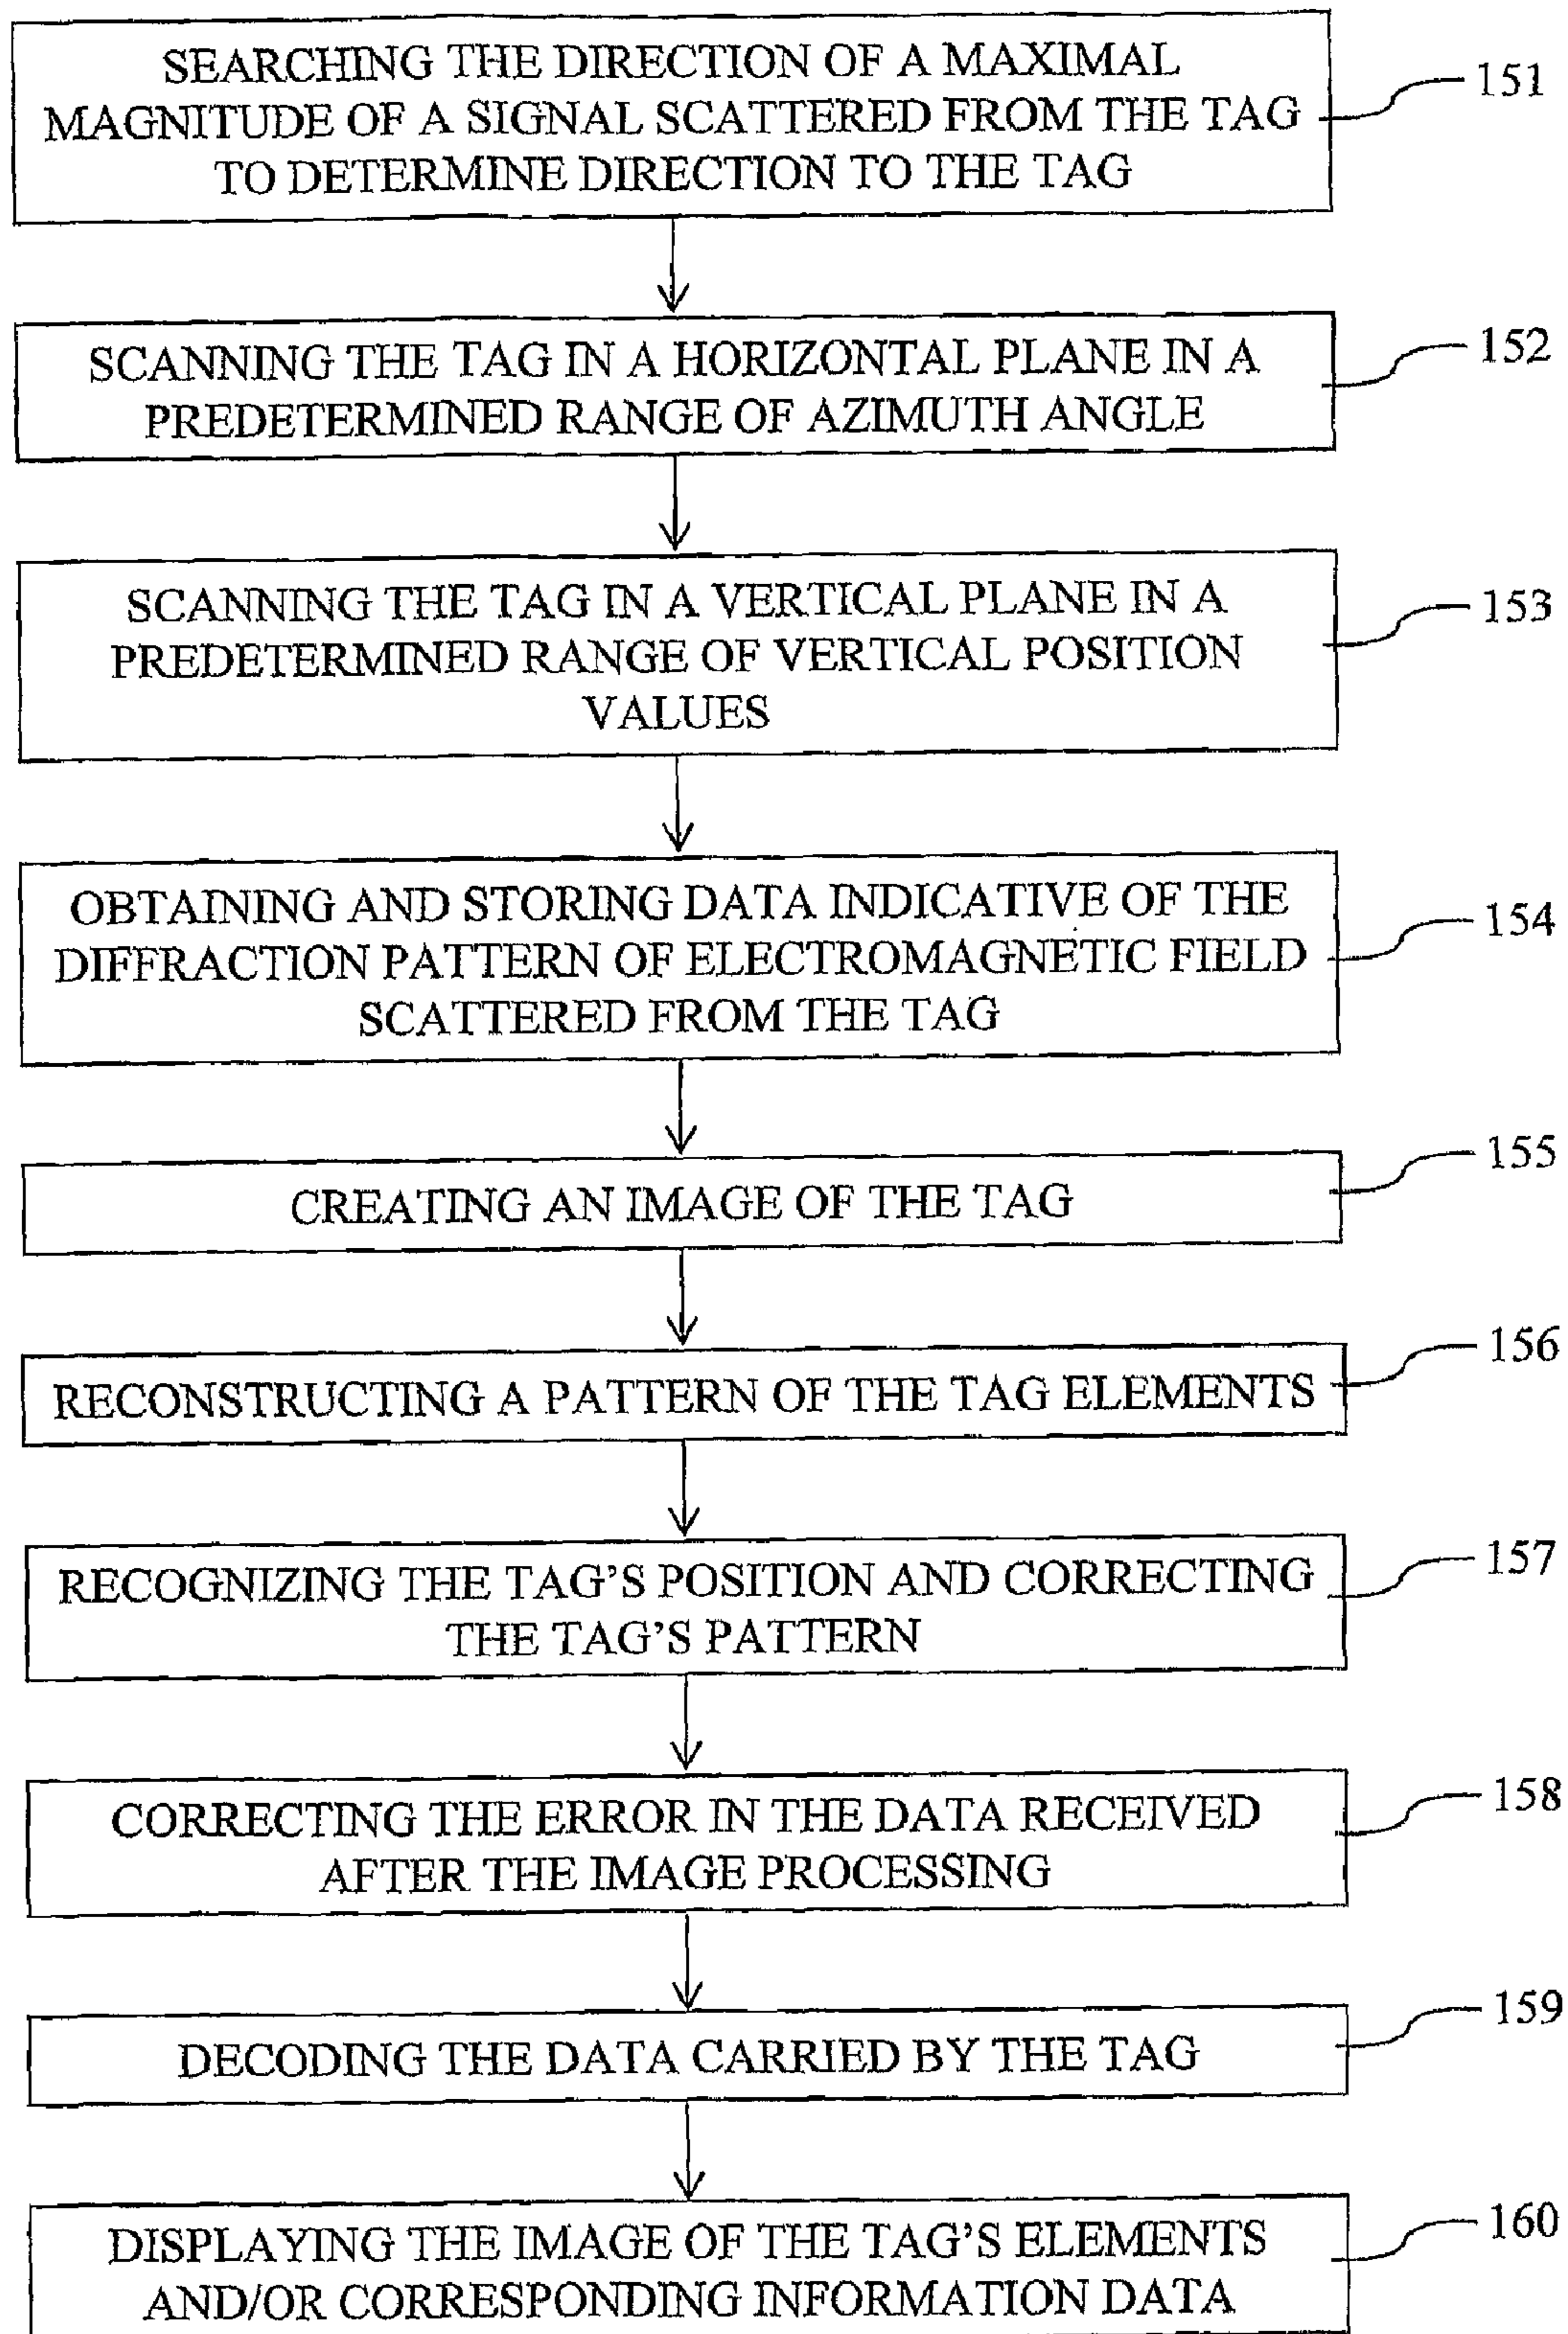 SEARCHING THE DIRECTION OF A MAXIMAL
MAGNITUDE OF A SIGNAL SCATTERED FROM THE TAG
TO DETERMINE DIRECTION TO THE TAG
151
SCANNING THE TAG IN A HORIZONTAL PLANE IN A
PREDETERMINED RANGE OF AZIMUTH ANGLE
152
SCANNING THE TAG IN A VERTICAL PLANE IN A
PREDETERMINED RANGE OF VERTICAL POSITION
VALUES
153
OBTAINING AND STORING DATA INDICATIVE OF THE
DIFFRACTION PATTERN OF ELECTROMAGNETIC FIELD
SCATTERED FROM THE TAG
154
CREATING AN IMAGE OF THE TAG
155
RECONSTRUCTING A PATTERN OF THE TAG ELEMENTS
156
RECOGNIZING THE TAG'S POSITION AND CORRECTING
THE TAG'S PATTERN
157
CORRECTING THE ERROR IN THE DATA RECEIVED
AFTER THE IMAGE PROCESSING
158
DECODING THE DATA CARRIED BY THE TAG
159
DISPLAYING THE IMAGE OF THE TAG'S ELEMENTS
AND/OR CORRESPONDING INFORMATION DATA
160